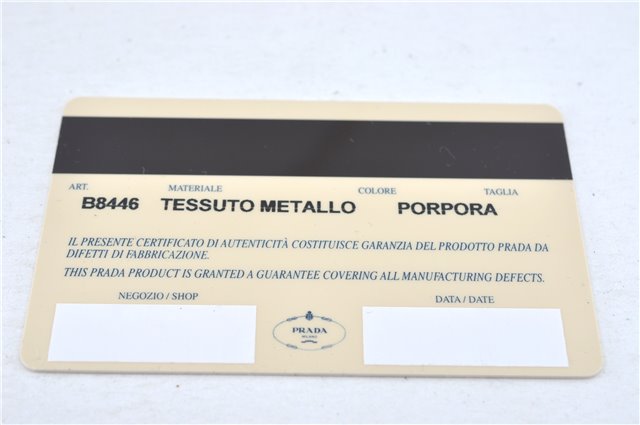 ART. MATERIALE COLORE TAGLIA
B8446 TESSUTO METALLO PORPORA
IL PRESENTE CERTIFICATO DI AUTENTICITÀ COSTITUISCE GARANZIA DEL PRODOTTO PRADA DA
DIFETTI DI FABBRICAZIONE.
THIS PRADA PRODUCT IS GRANTED A GUARANTEE COVERING ALL MANUFACTURING DEFECTS.
NEGOZIO / SHOP DATA / DATE
PRADA
MILANO